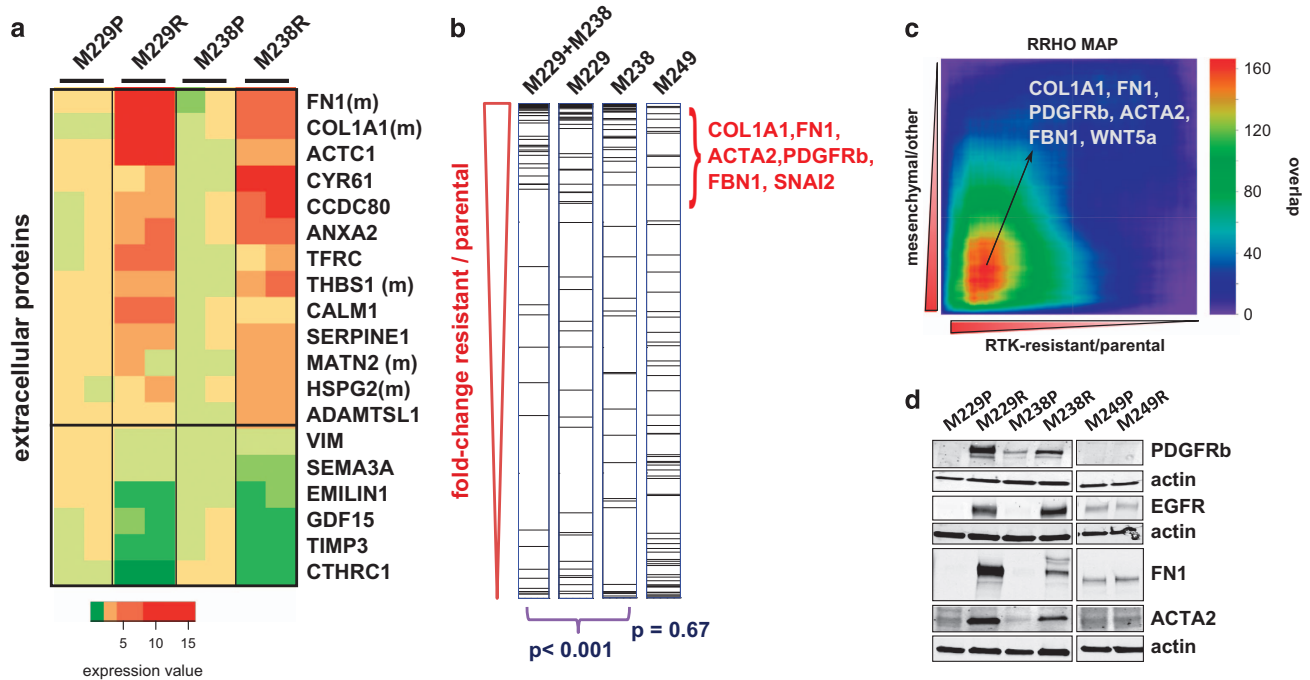 a
M229P
M229R
M238P
M238R
extracellular proteins
FN1(m)
COL1A1(m)
ACTC1
CYR61
CCDC80
ANXA2
TFRC
THBS1 (m)
CALM1
SERPINE1
MATN2 (m)
HSPG2(m)
ADAMTSL1
VIM
SEMA3A
EMILIN1
GDF15
TIMP3
CTHRC1
5 10 15
expression value
b
M229+M238
M229
M238
M249
fold-change resistant / parental
COL1A1,FN1,
ACTA2,PDGFRb,
FBN1, SNAI2
p< 0.001
p = 0.67
c
RRHO MAP
COL1A1, FN1,
PDGFRb, ACTA2,
FBN1, WNT5a
mesenchymal/other
RTK-resistant/parental
160
120
80
40
0
overlap
d
M229P
M229R
M238P
M238R
M249P
M249R
PDGFRb
actin
EGFR
actin
FN1
ACTA2
actin